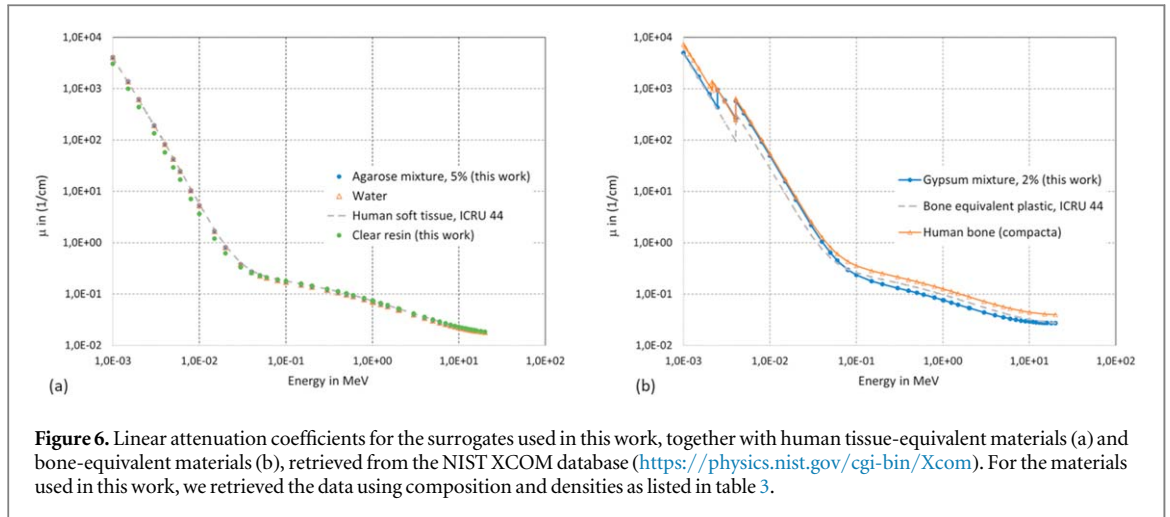 1,0E+04
1,0E+03
1,0E+02
1,0E+01
1,0E+00
1,0E-01
1,0E-02
μ in (1/cm)
1,0E-03 1,0E-02 1,0E-01 1,0E+00 1,0E+01 1,0E+02
Energy in MeV
Agarose mixture, 5% (this work)
Water
Human soft tissue, ICRU 44
Clear resin (this work)
(a)
1,0E+04
1,0E+03
1,0E+02
1,0E+01
1,0E+00
1,0E-01
1,0E-02
μ in (1/cm)
1,0E-03 1,0E-02 1,0E-01 1,0E+00 1,0E+01 1,0E+02
Energy in MeV
Gypsum mixture, 2% (this work)
Bone equivalent plastic, ICRU 44
Human bone (compacta)
(b)
Figure 6. Linear attenuation coefficients for the surrogates used in this work, together with human tissue-equivalent materials (a) and
bone-equivalent materials (b), retrieved from the NIST XCOM database (https://physics.nist.gov/cgi-bin/Xcom). For the materials
used in this work, we retrieved the data using composition and densities as listed in table 3.